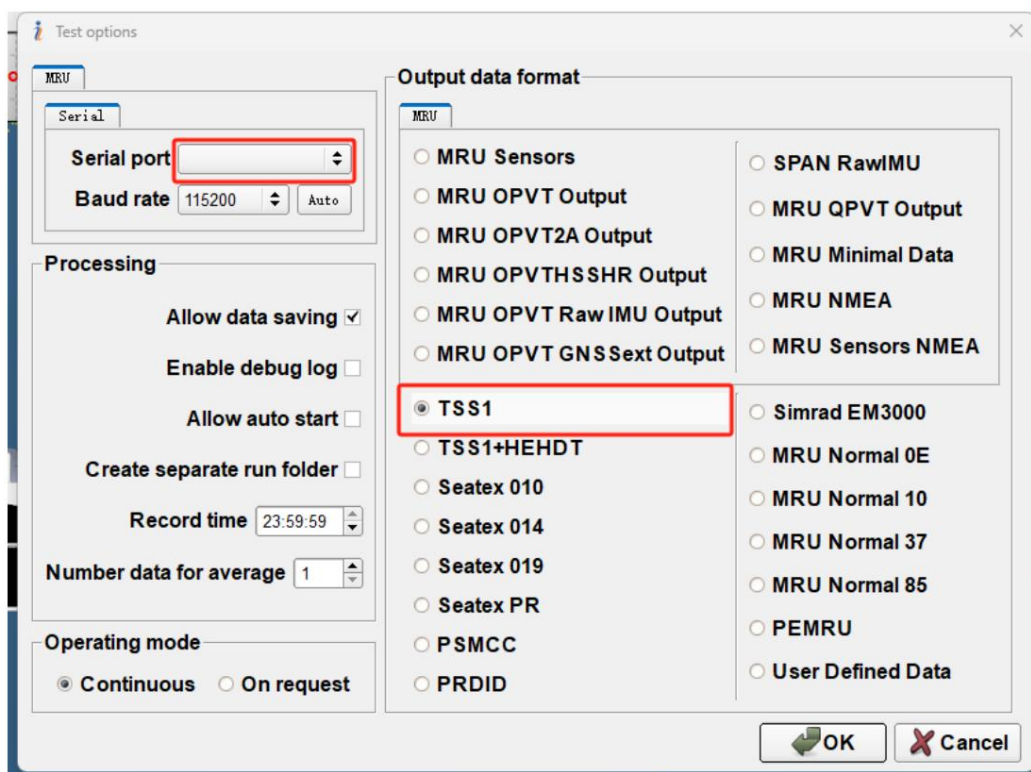 Test options
MRU
Serial
Serial port
Baud rate 115200 Auto
Processing
Allow data saving
Enable debug log
Allow auto start
Create separate run folder
Record time 23:59:59
Number data for average 1
Operating mode
Continuous On request
Output data format
MRU
MRU Sensors
MRU OPVT Output
MRU OPVT2A Output
MRU OPVTHSSHR Output
MRU OPVT Raw IMU Output
MRU OPVT GNSSext Output
SPAN RawIMU
MRU QPVT Output
MRU Minimal Data
MRU NMEA
MRU Sensors NMEA
TSS1
TSS1+HEHDT
Seatex 010
Seatex 014
Seatex 019
Seatex PR
PSMCC
PRDID
Simrad EM3000
MRU Normal 0E
MRU Normal 10
MRU Normal 37
MRU Normal 85
PEMRU
User Defined Data
OK Cancel